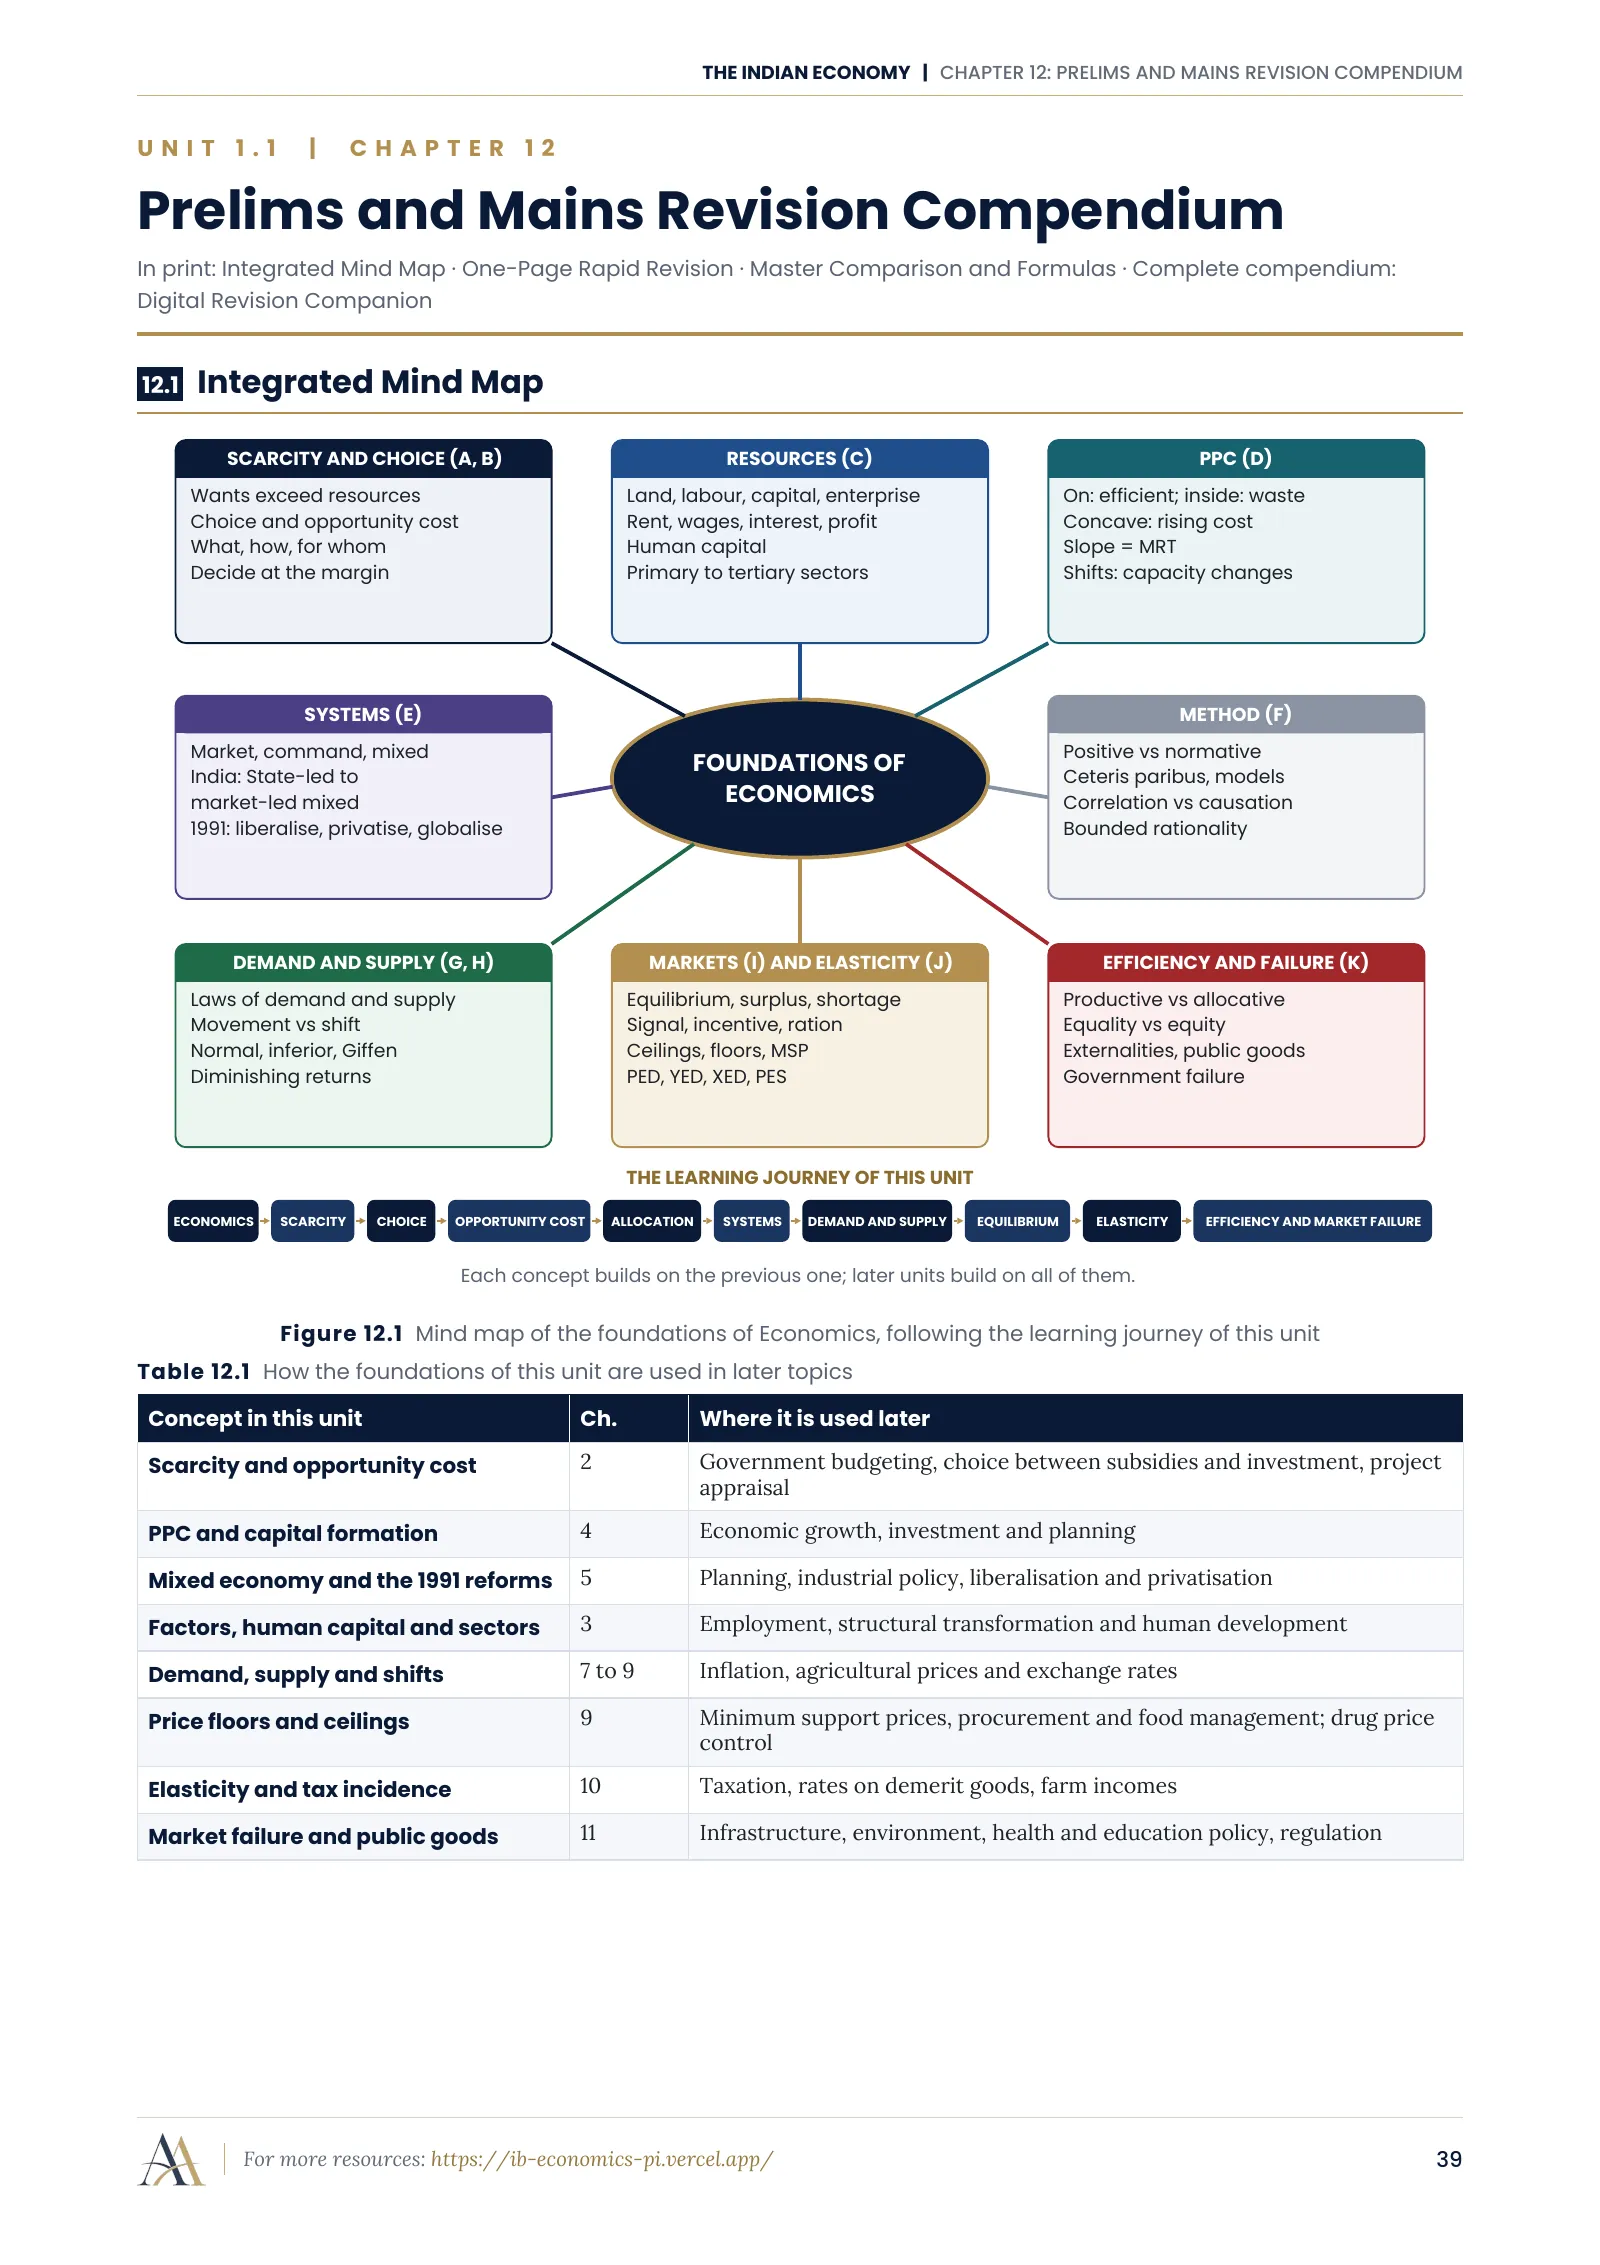 THE INDIAN ECONOMY | CHAPTER 12: PRELIMS AND MAINS REVISION COMPENDIUM
UNIT 1.1 | CHAPTER 12
Prelims and Mains Revision Compendium
In print: Integrated Mind Map · One-Page Rapid Revision · Master Comparison and Formulas · Complete compendium:
Digital Revision Companion
12.1 Integrated Mind Map
SCARCITY AND CHOICE (A, B)
Wants exceed resources
Choice and opportunity cost
What, how, for whom
Decide at the margin
RESOURCES (C)
Land, labour, capital, enterprise
Rent, wages, interest, profit
Human capital
Primary to tertiary sectors
PPC (D)
On: efficient; inside: waste
Concave: rising cost
Slope = MRT
Shifts: capacity changes
SYSTEMS (E)
Market, command, mixed
India: State-led to
market-led mixed
1991: liberalise, privatise, globalise
FOUNDATIONS OF
ECONOMICS
METHOD (F)
Positive vs normative
Ceteris paribus, models
Correlation vs causation
Bounded rationality
DEMAND AND SUPPLY (G, H)
Laws of demand and supply
Movement vs shift
Normal, inferior, Giffen
Diminishing returns
MARKETS (I) AND ELASTICITY (J)
Equilibrium, surplus, shortage
Signal, incentive, ration
Ceilings, floors, MSP
PED, YED, XED, PES
EFFICIENCY AND FAILURE (K)
Productive vs allocative
Equality vs equity
Externalities, public goods
Government failure
THE LEARNING JOURNEY OF THIS UNIT
ECONOMICS SCARCITY CHOICE OPPORTUNITY COST ALLOCATION SYSTEMS DEMAND AND SUPPLY EQUILIBRIUM ELASTICITY EFFICIENCY AND MARKET FAILURE
Each concept builds on the previous one; later units build on all of them.
Figure 12.1 Mind map of the foundations of Economics, following the learning journey of this unit
Table 12.1 How the foundations of this unit are used in later topics
Concept in this unit Ch. Where it is used later
Scarcity and opportunity cost 2 Government budgeting, choice between subsidies and investment, project
appraisal
PPC and capital formation 4 Economic growth, investment and planning
Mixed economy and the 1991 reforms 5 Planning, industrial policy, liberalisation and privatisation
Factors, human capital and sectors 3 Employment, structural transformation and human development
Demand, supply and shifts 7 to 9 Inflation, agricultural prices and exchange rates
Price floors and ceilings 9 Minimum support prices, procurement and food management; drug price
control
Elasticity and tax incidence 10 Taxation, rates on demerit goods, farm incomes
Market failure and public goods 11 Infrastructure, environment, health and education policy, regulation
For more resources: https://ib-economics-pi.vercel.app/
39